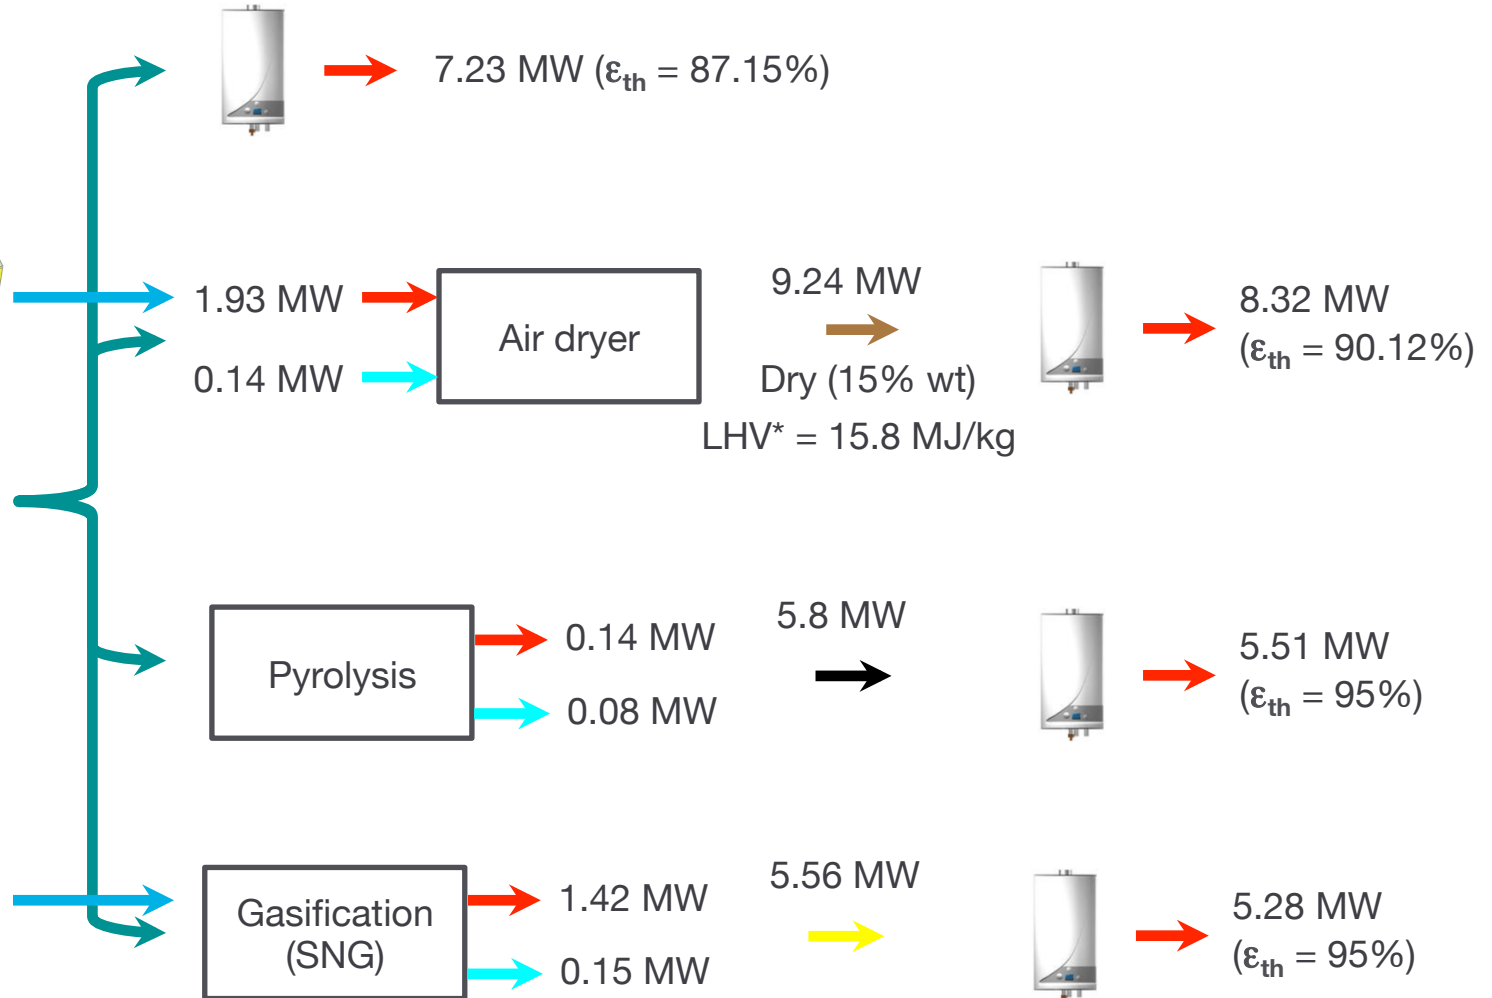 7.23 MW (εth = 87.15%)
1.93 MW
0.14 MW
Air dryer
9.24 MW
Dry (15% wt)
LHV* = 15.8 MJ/kg
8.32 MW
(εth = 90.12%)
Pyrolysis
0.14 MW
0.08 MW
5.8 MW
5.51 MW
(εth = 95%)
Gasification
(SNG)
1.42 MW
0.15 MW
5.56 MW
5.28 MW
(εth = 95%)